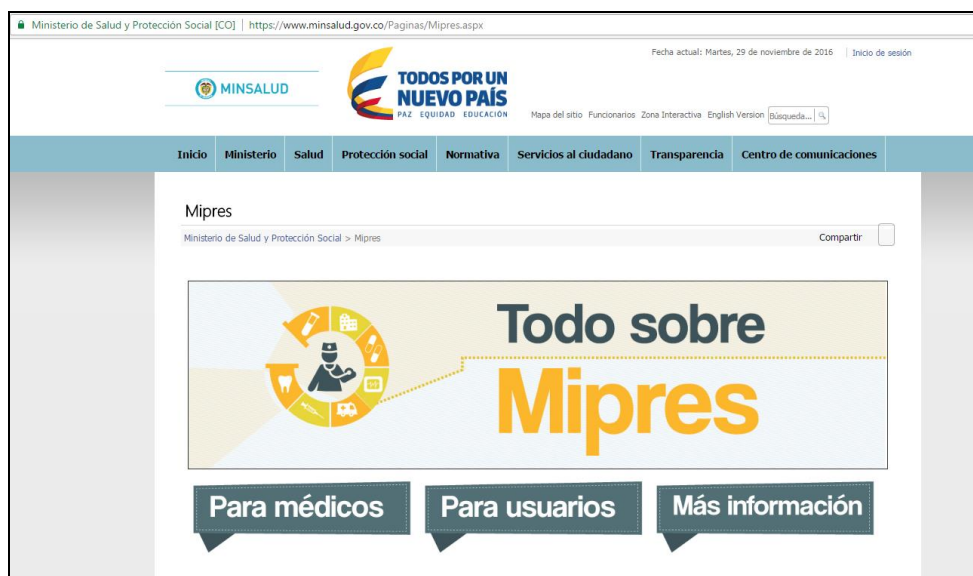 Ministerio de Salud y Protección Social [CO] | https://www.minsalud.gov.co/Paginas/Mipres.aspx
Fecha actual: Martes, 29 de noviembre de 2016 | Inicio de sesión
MINSALUD
TODOS POR UN
NUEVO PAÍS
PAZ EQUIDAD EDUCACIÓN
Mapa del sitio Funcionarios Zona Interactiva English Version Búsqueda...
Inicio Ministerio Salud Protección social Normativa Servicios al ciudadano Transparencia Centro de comunicaciones
Mipres
Ministerio de Salud y Protección Social > Mipres Compartir
Todo sobre
Mipres
Para médicos Para usuarios Más información